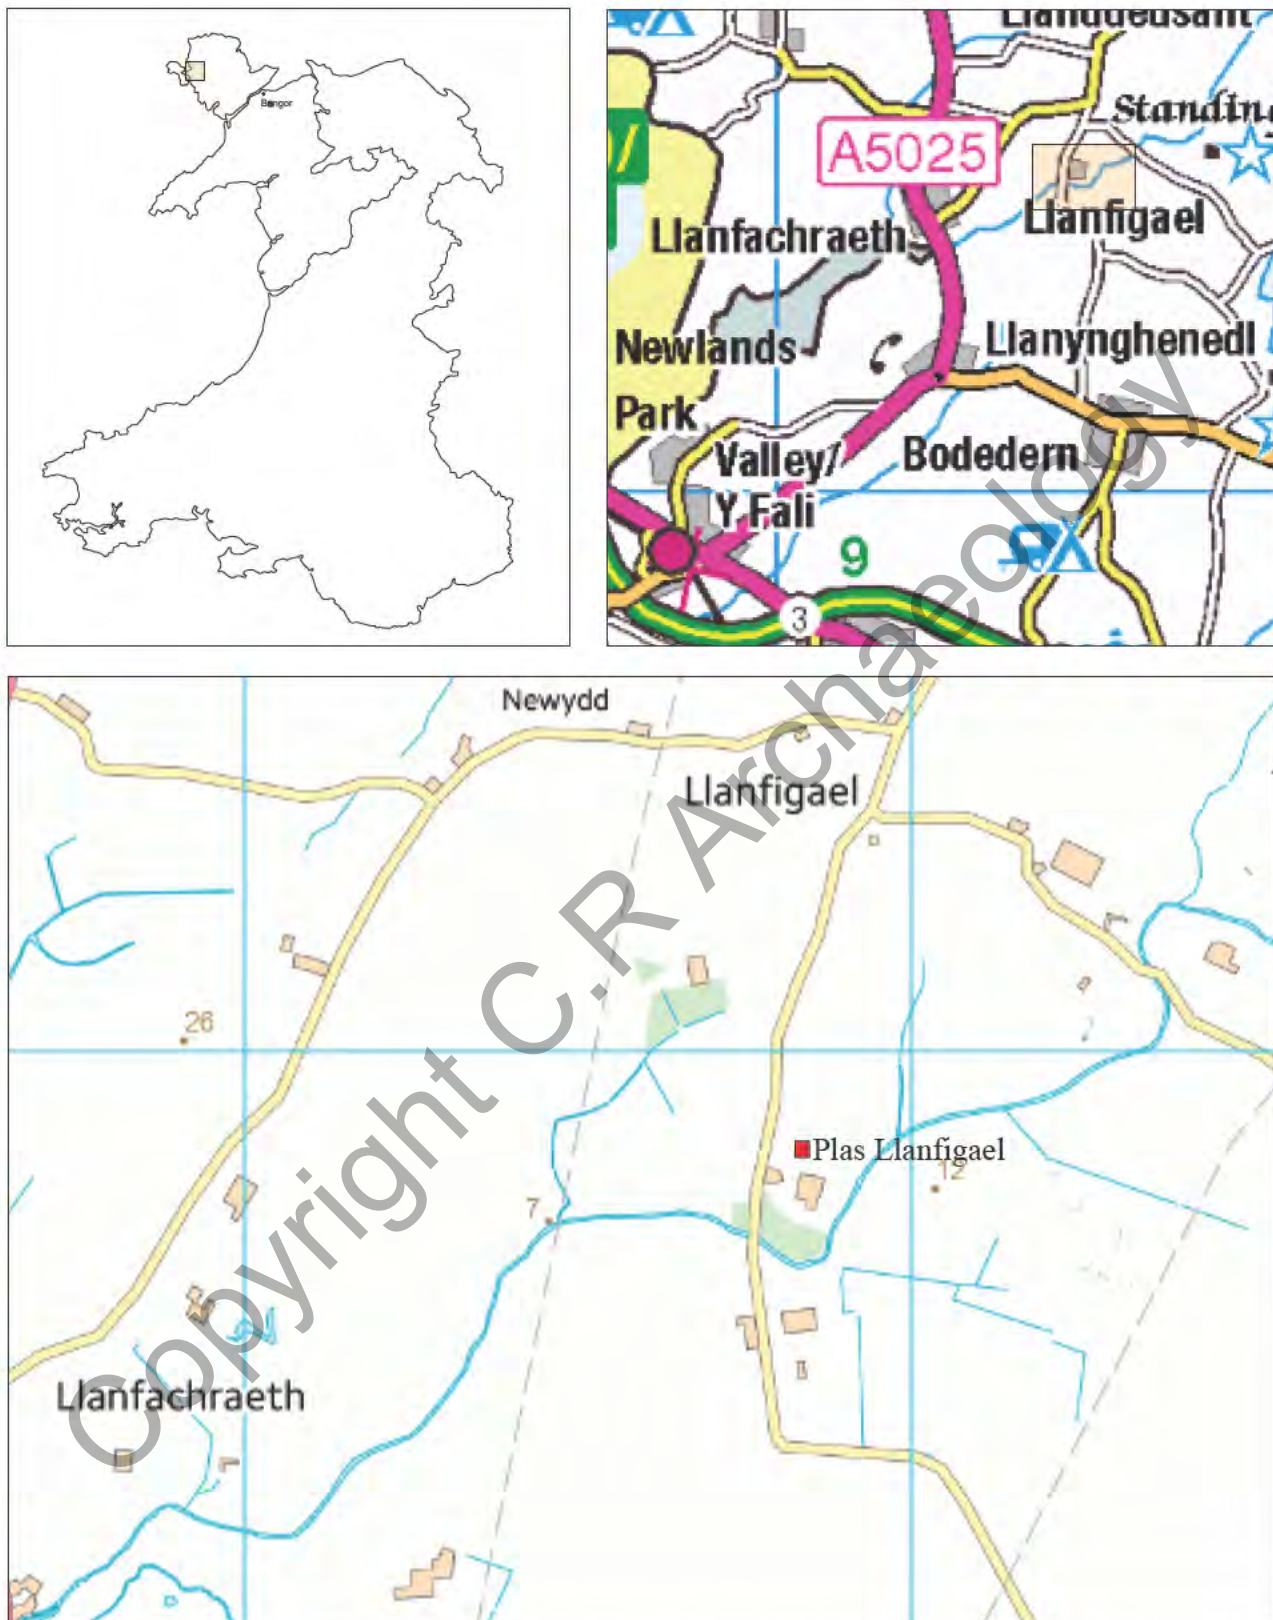 Bangor
Llanddeusant
Standing
A5025
Llanfachraeth
Llanfigael
Newlands
Park
Llanynghenedl
Valley/
Y Fali
Bodedern
9
3
Newydd
Llanfigael
26
Plas Llanfigael
12
7
Llanfachraeth
Copyright C.R Archaeology